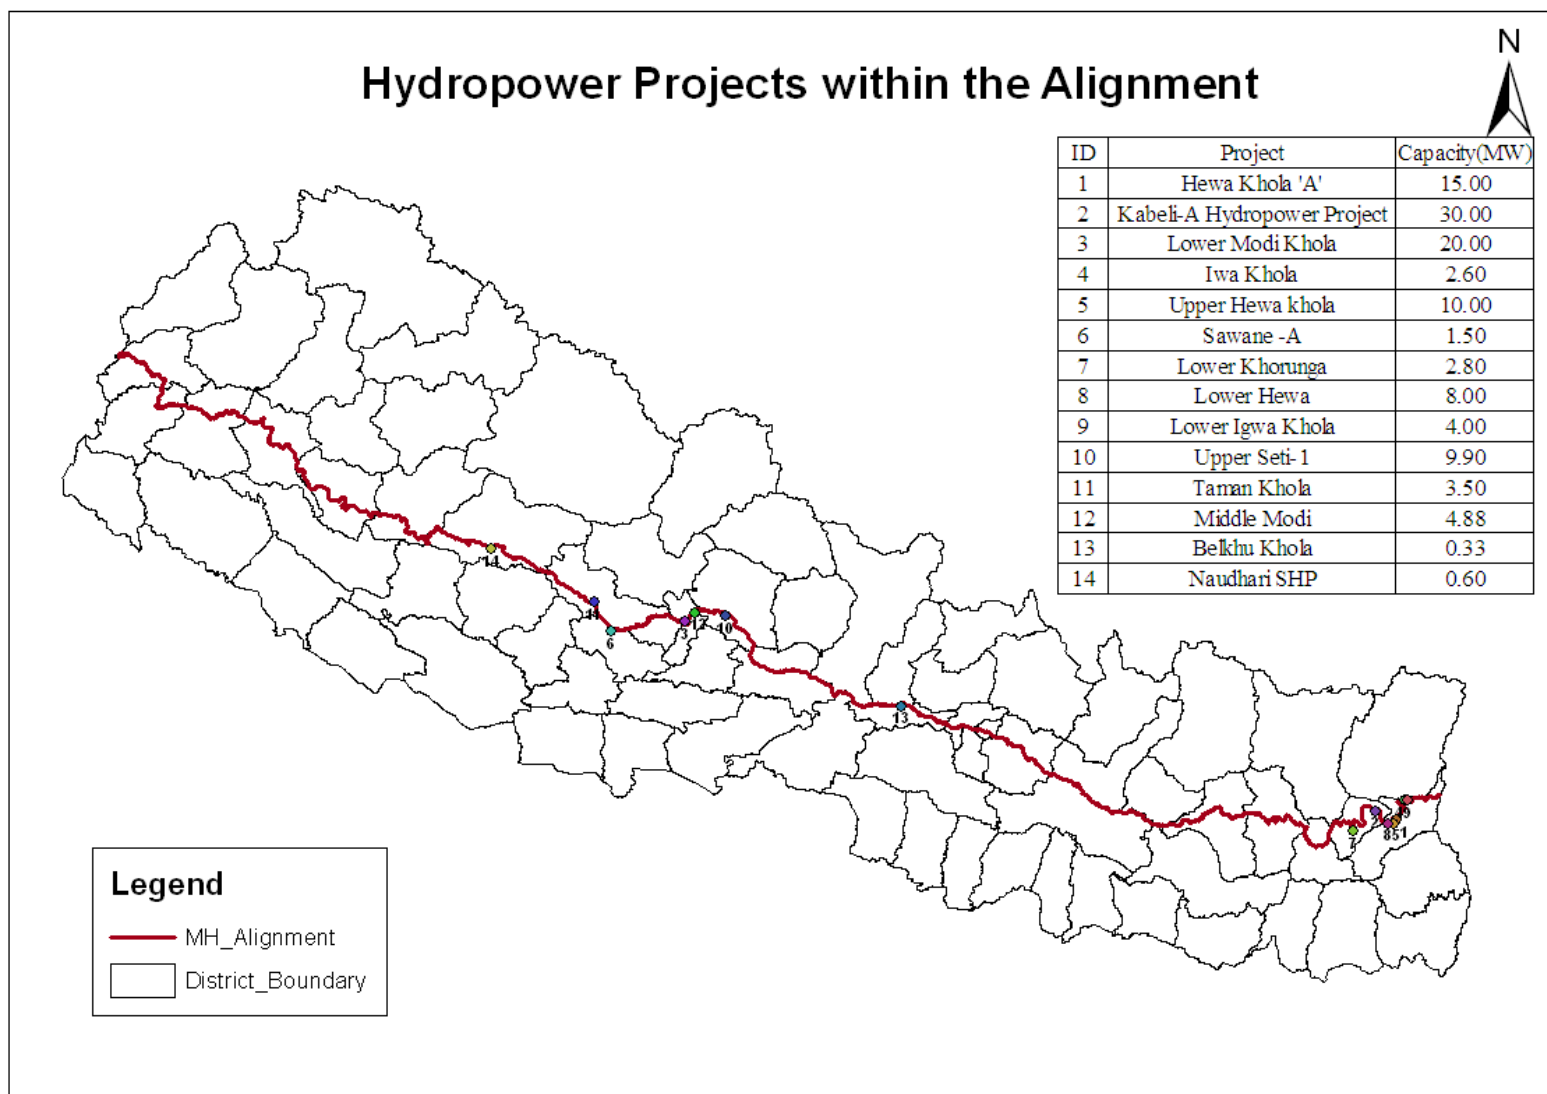 Hydropower Projects within the Alignment
N
ID Project Capacity(MW)
1 Hewa Khola 'A' 15.00
2 Kabeli-A Hydropower Project 30.00
3 Lower Modi Khola 20.00
4 Iwa Khola 2.60
5 Upper Hewa khola 10.00
6 Sawane -A 1.50
7 Lower Khorunga 2.80
8 Lower Hewa 8.00
9 Lower Igwa Khola 4.00
10 Upper Seti-1 9.90
11 Taman Khola 3.50
12 Middle Modi 4.88
13 Belkhu Khola 0.33
14 Naudhari SHP 0.60
14
6
3
12
10
13
7
2
9
851
Legend
MH_Alignment
District_Boundary